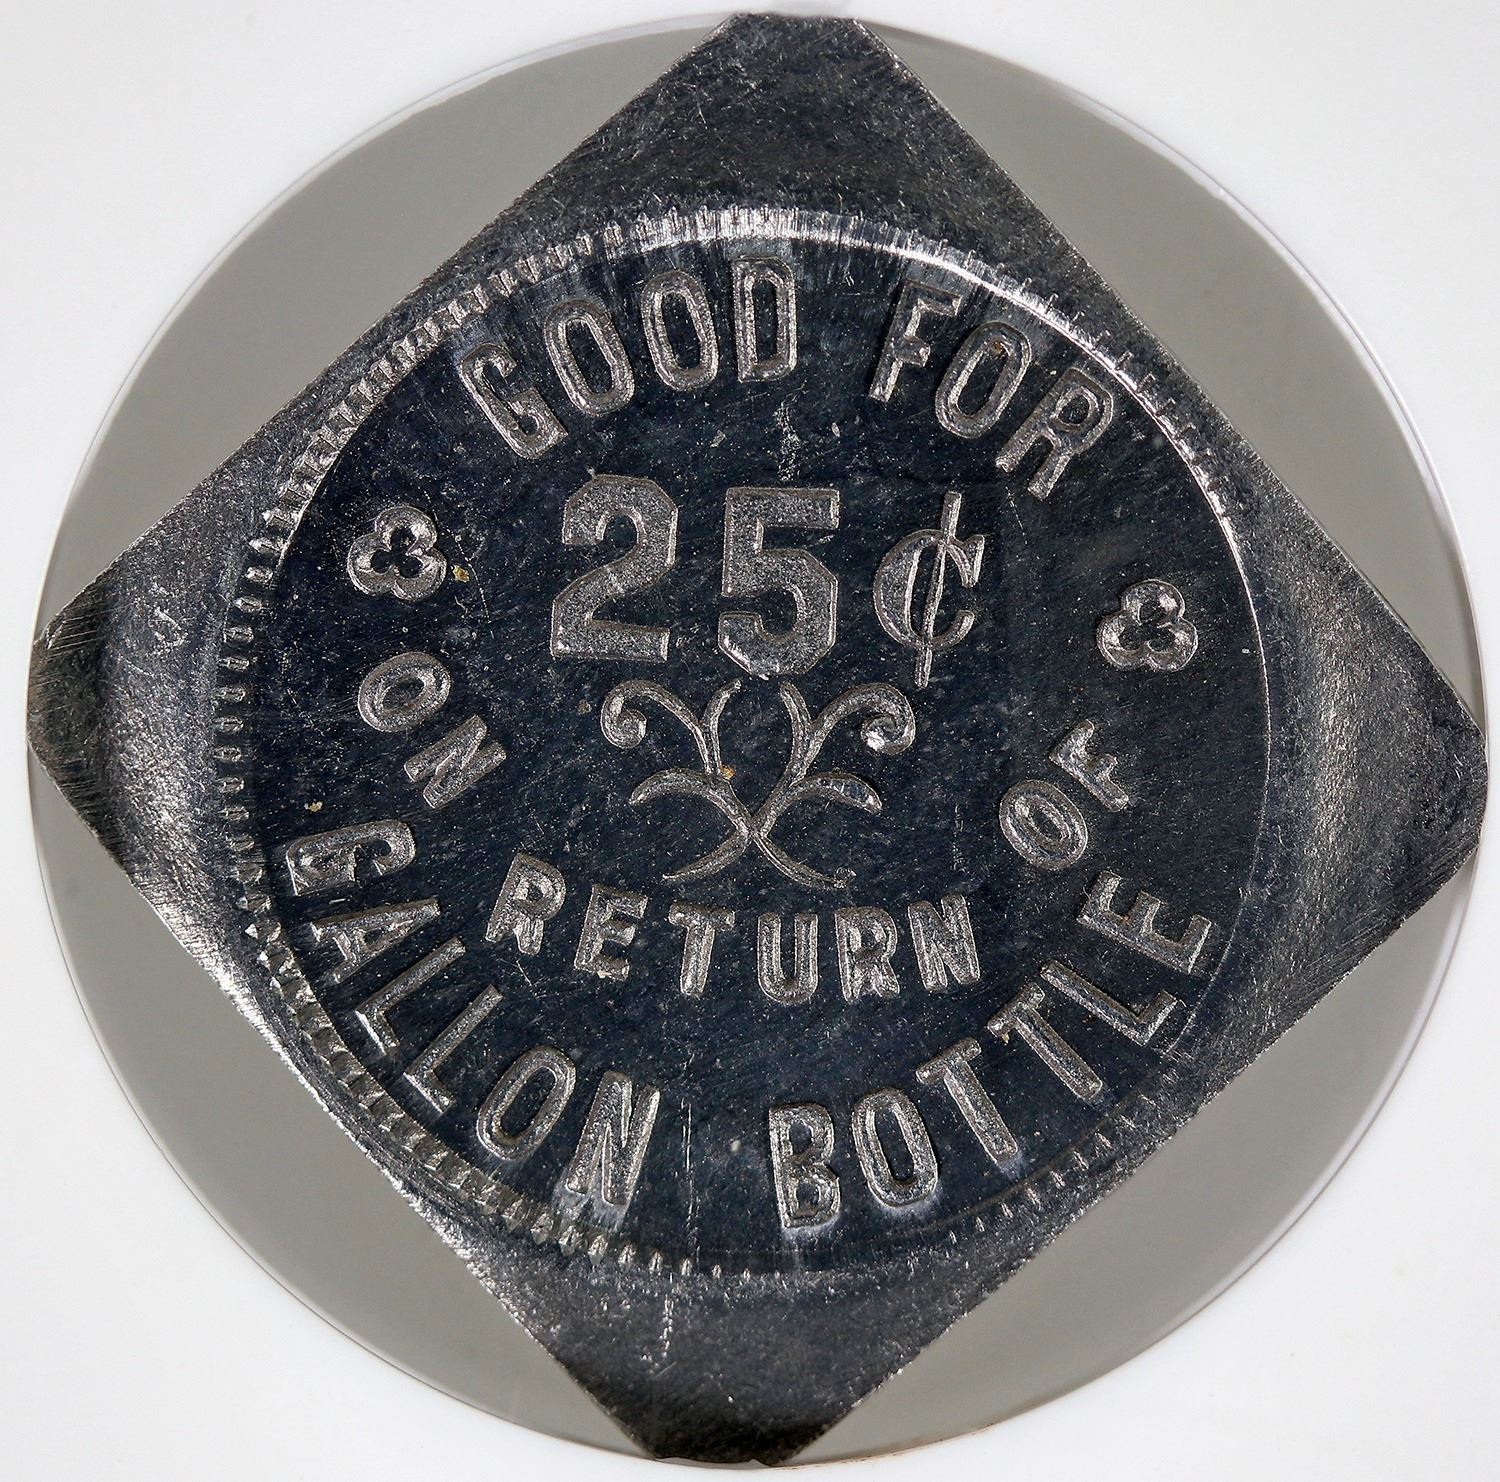 GOOD FOR
25¢
ON RETURN OF
GALLON BOTTLE